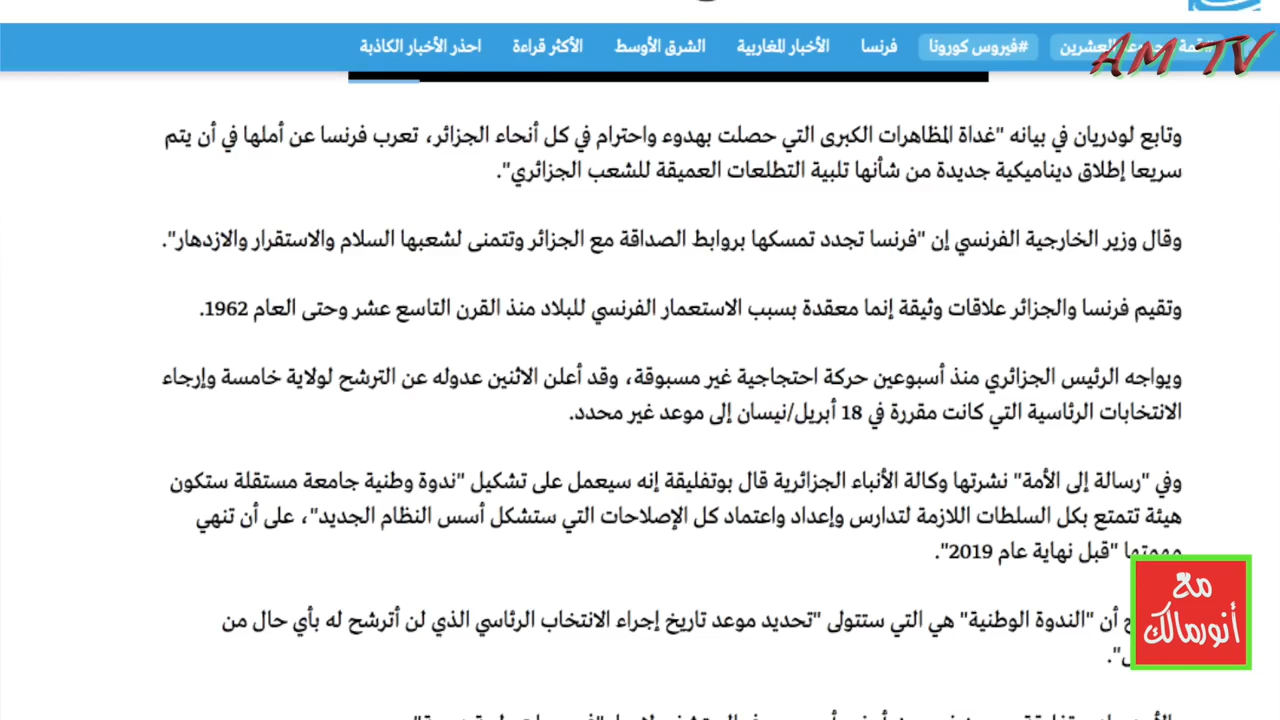 العشرين #فيروس كورونا فرنسا الأخبار المغاربية الشرق الأوسط الأكثر قراءة احذر الأخبار الكاذبة
AM TV
وتابع لودريان في بيانه "غداة المظاهرات الكبرى التي حصلت بهدوء واحترام في كل أنحاء الجزائر، تعرب فرنسا عن أملها في أن يتم
سريعا إطلاق ديناميكية جديدة من شأنها تلبية التطلعات العميقة للشعب الجزائري".
وقال وزير الخارجية الفرنسي إن "فرنسا تجدد تمسكها بروابط الصداقة مع الجزائر وتتمنى لشعبها السلام والاستقرار والازدهار".
وتقيم فرنسا والجزائر علاقات وثيقة إنما معقدة بسبب الاستعمار الفرنسي للبلاد منذ القرن التاسع عشر وحتى العام 1962.
ويواجه الرئيس الجزائري منذ أسبوعين حركة احتجاجية غير مسبوقة، وقد أعلن الاثنين عدوله عن الترشح لولاية خامسة وإرجاء
الانتخابات الرئاسية التي كانت مقررة في 18 أبريل/نيسان إلى موعد غير محدد.
وفي "رسالة إلى الأمة" نشرتها وكالة الأنباء الجزائرية قال بوتفليقة إنه سيعمل على تشكيل "ندوة وطنية جامعة مستقلة ستكون
هيئة تتمتع بكل السلطات اللازمة لتدارس وإعداد واعتماد كل الإصلاحات التي ستشكل أسس النظام الجديد"، على أن تنهي
مهمتها "قبل نهاية عام 2019".
أن "الندوة الوطنية" هي التي ستتولى "تحديد موعد تاريخ إجراء الانتخاب الرئاسي الذي لن أترشح له بأي حال من
مع
أنورمالك